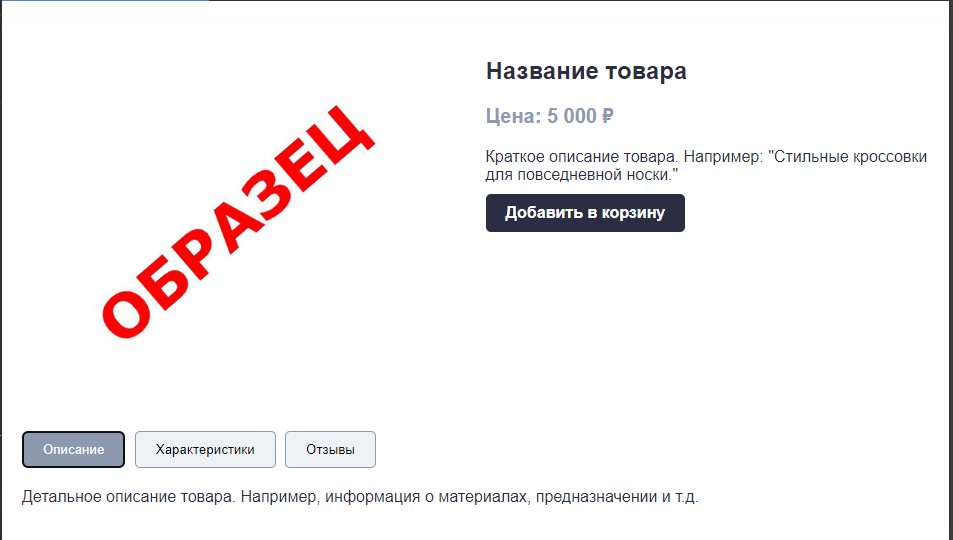 Название товара
Цена: 5 000 ₽
Краткое описание товара. Например: "Стильные кроссовки
для повседневной носки."
Добавить в корзину
ОБРАЗЕЦ
Описание
Характеристики
Отзывы
Детальное описание товара. Например, информация о материалах, предназначении и т.д.